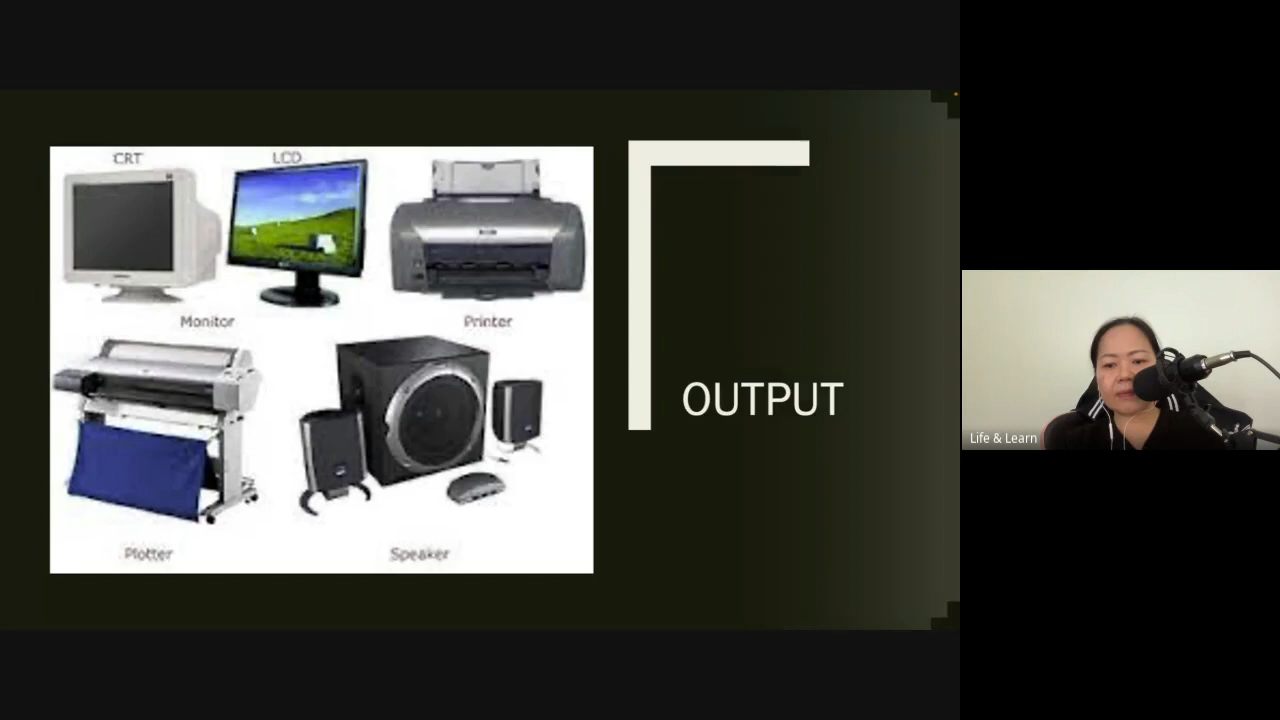 CRT LCD
Monitor Printer
Plotter Speaker
OUTPUT
Life & Learn